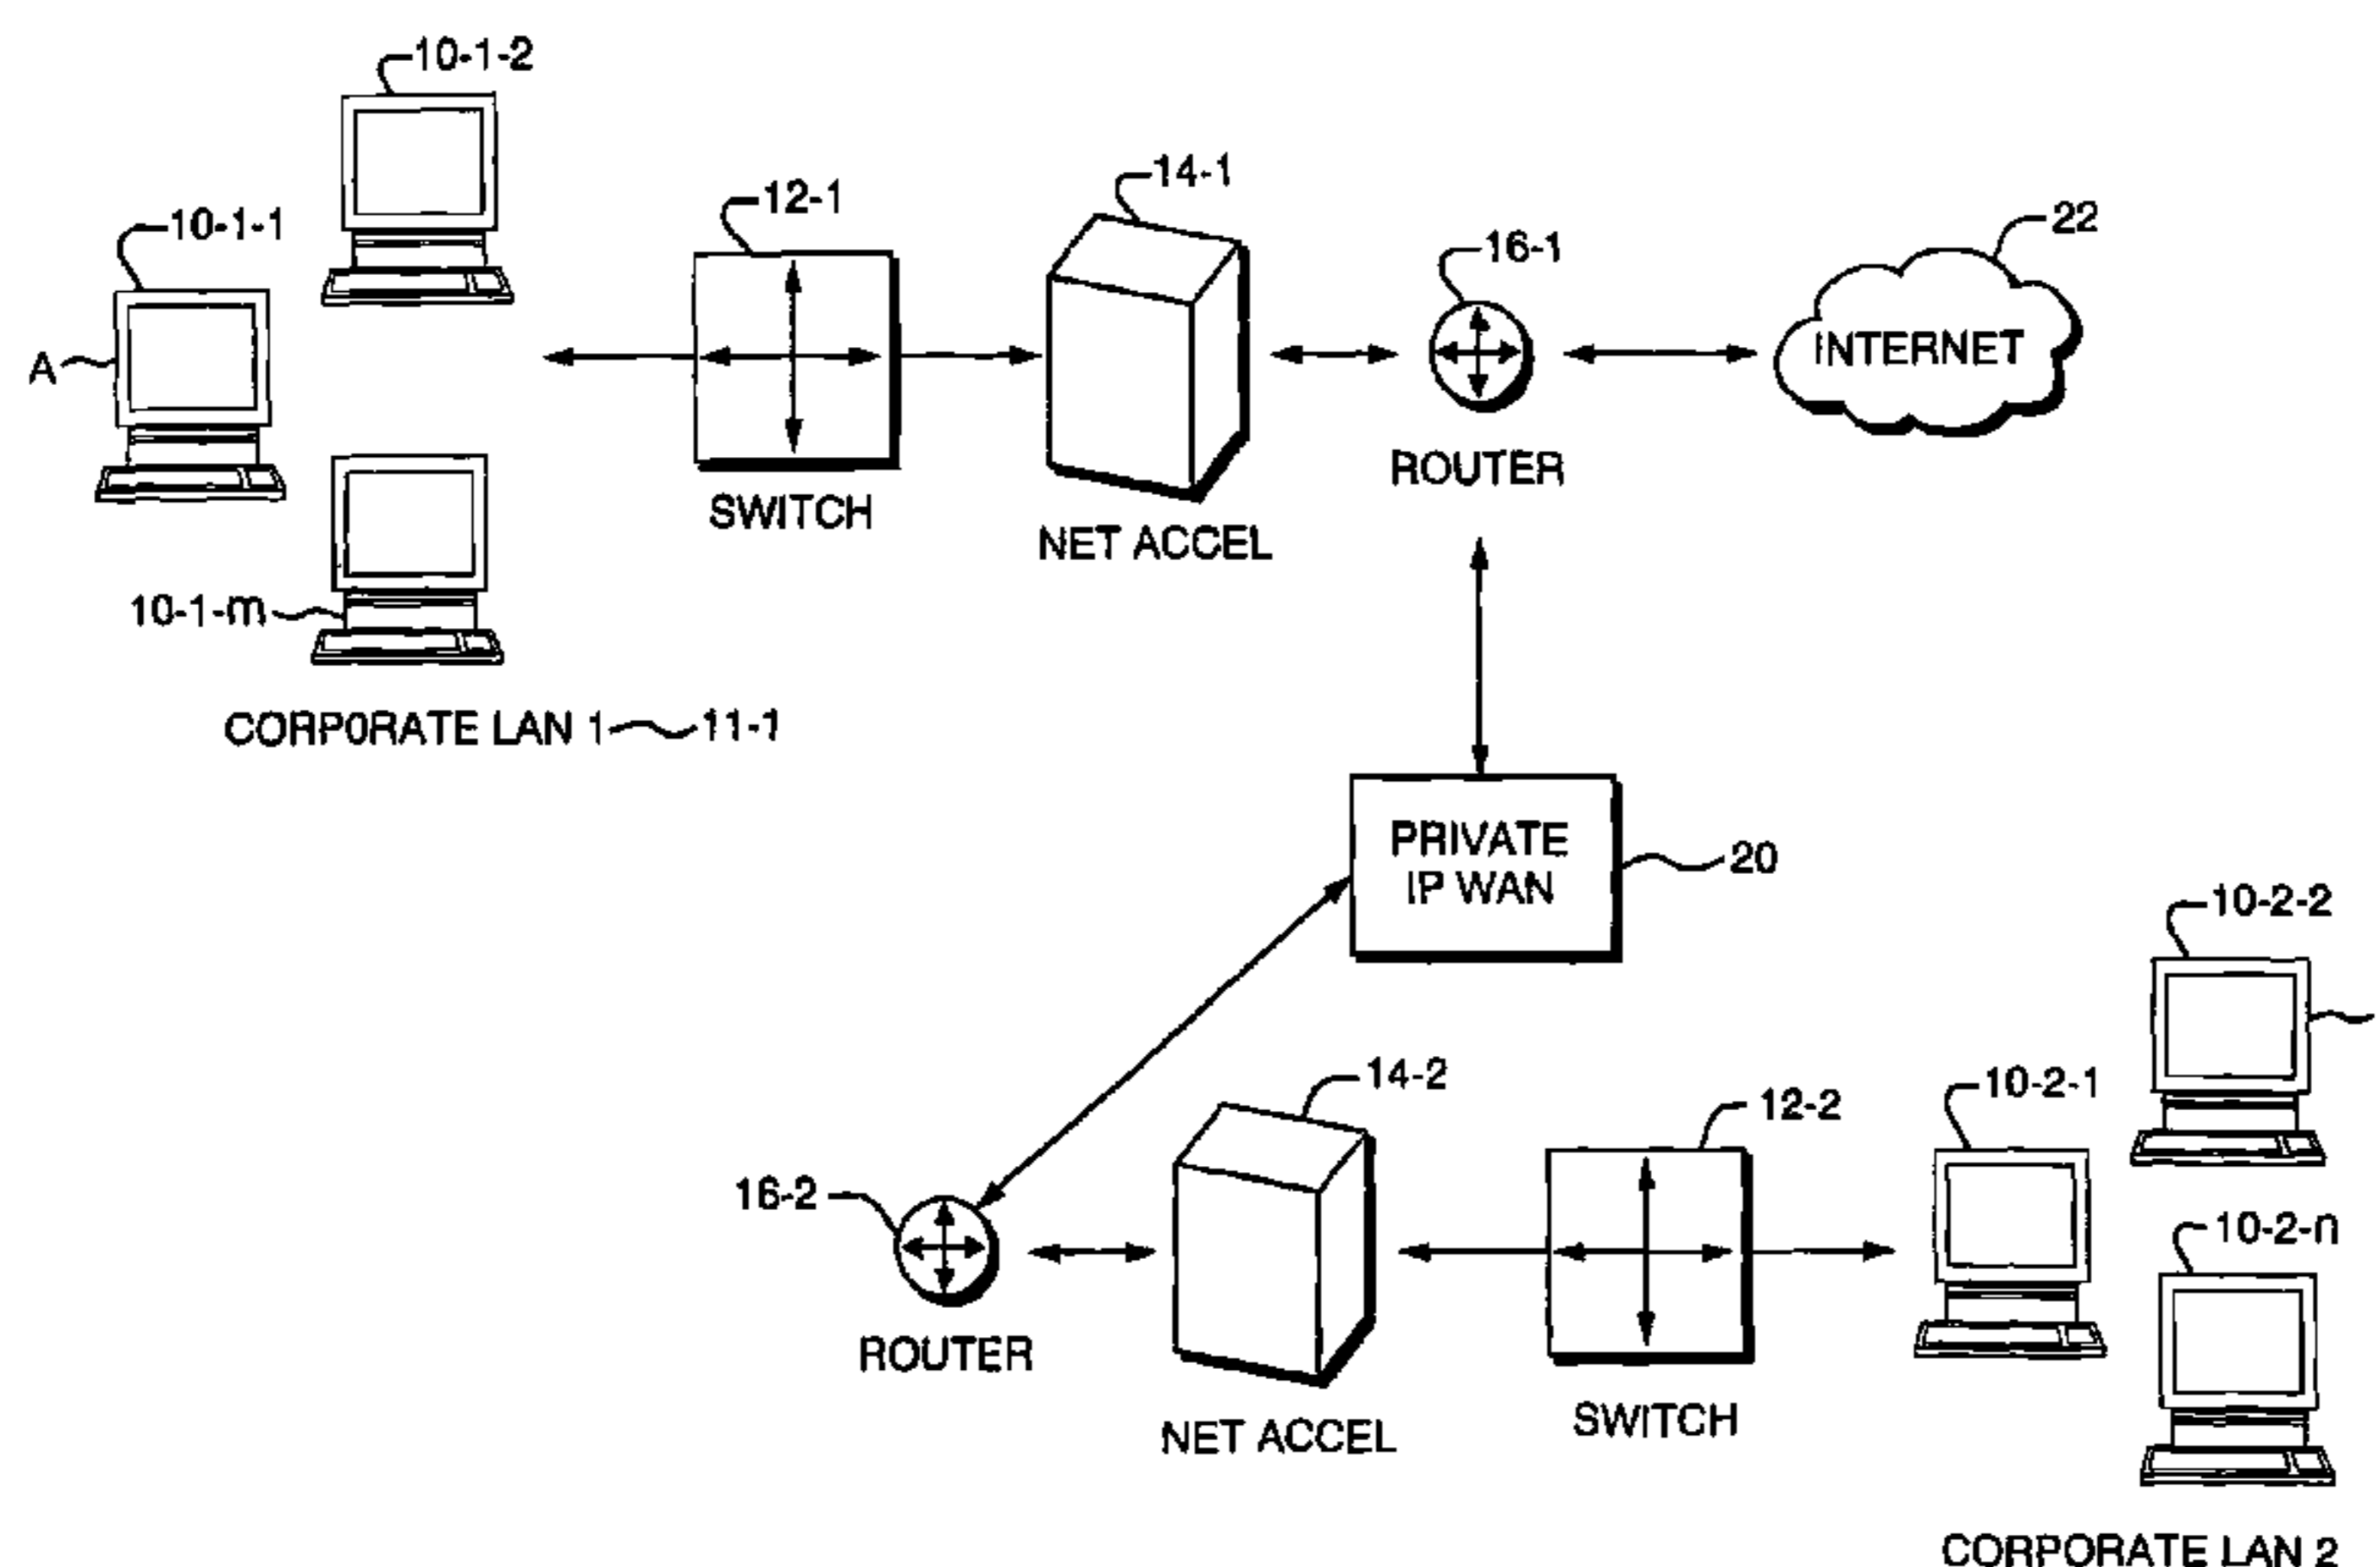 10-1-2
10-1-1
A
10-1-m
CORPORATE LAN 1
11-1
12-1
SWITCH
14-1
NET ACCEL
16-1
ROUTER
22
INTERNET
PRIVATE
IP WAN
20
16-2
ROUTER
14-2
NET ACCEL
12-2
SWITCH
10-2-2
10-2-1
10-2-n
CORPORATE LAN 2